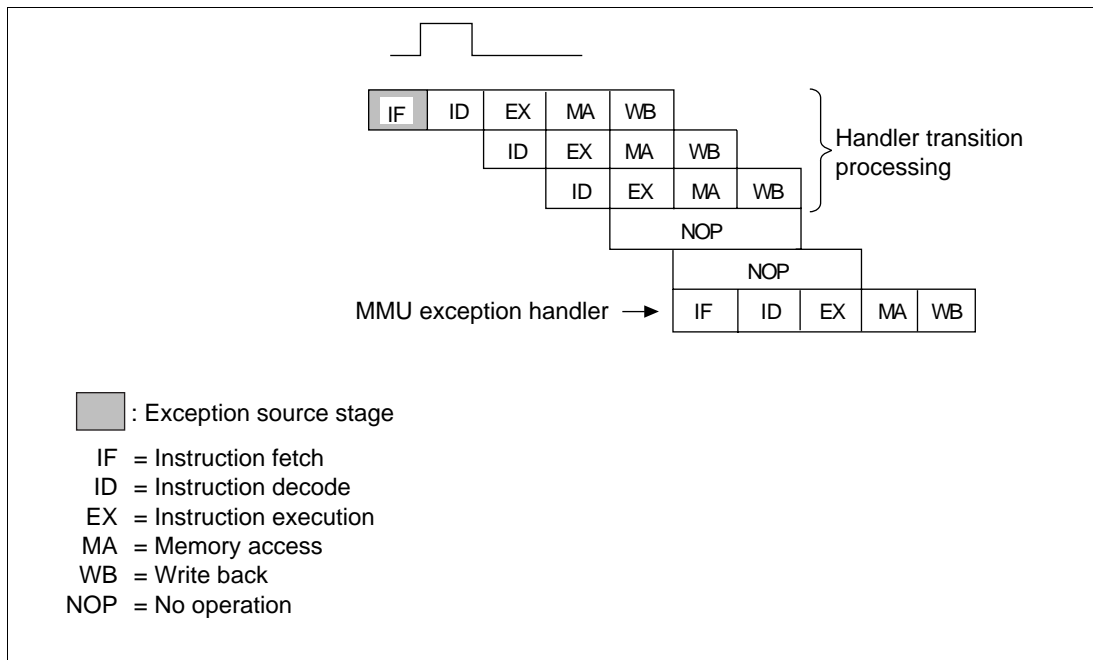 IF ID EX MA WB
ID EX MA WB
Handler transition
processing
ID EX MA WB
NOP
NOP
MMU exception handler IF ID EX MA WB
: Exception source stage
IF = Instruction fetch
ID = Instruction decode
EX = Instruction execution
MA = Memory access
WB = Write back
NOP = No operation